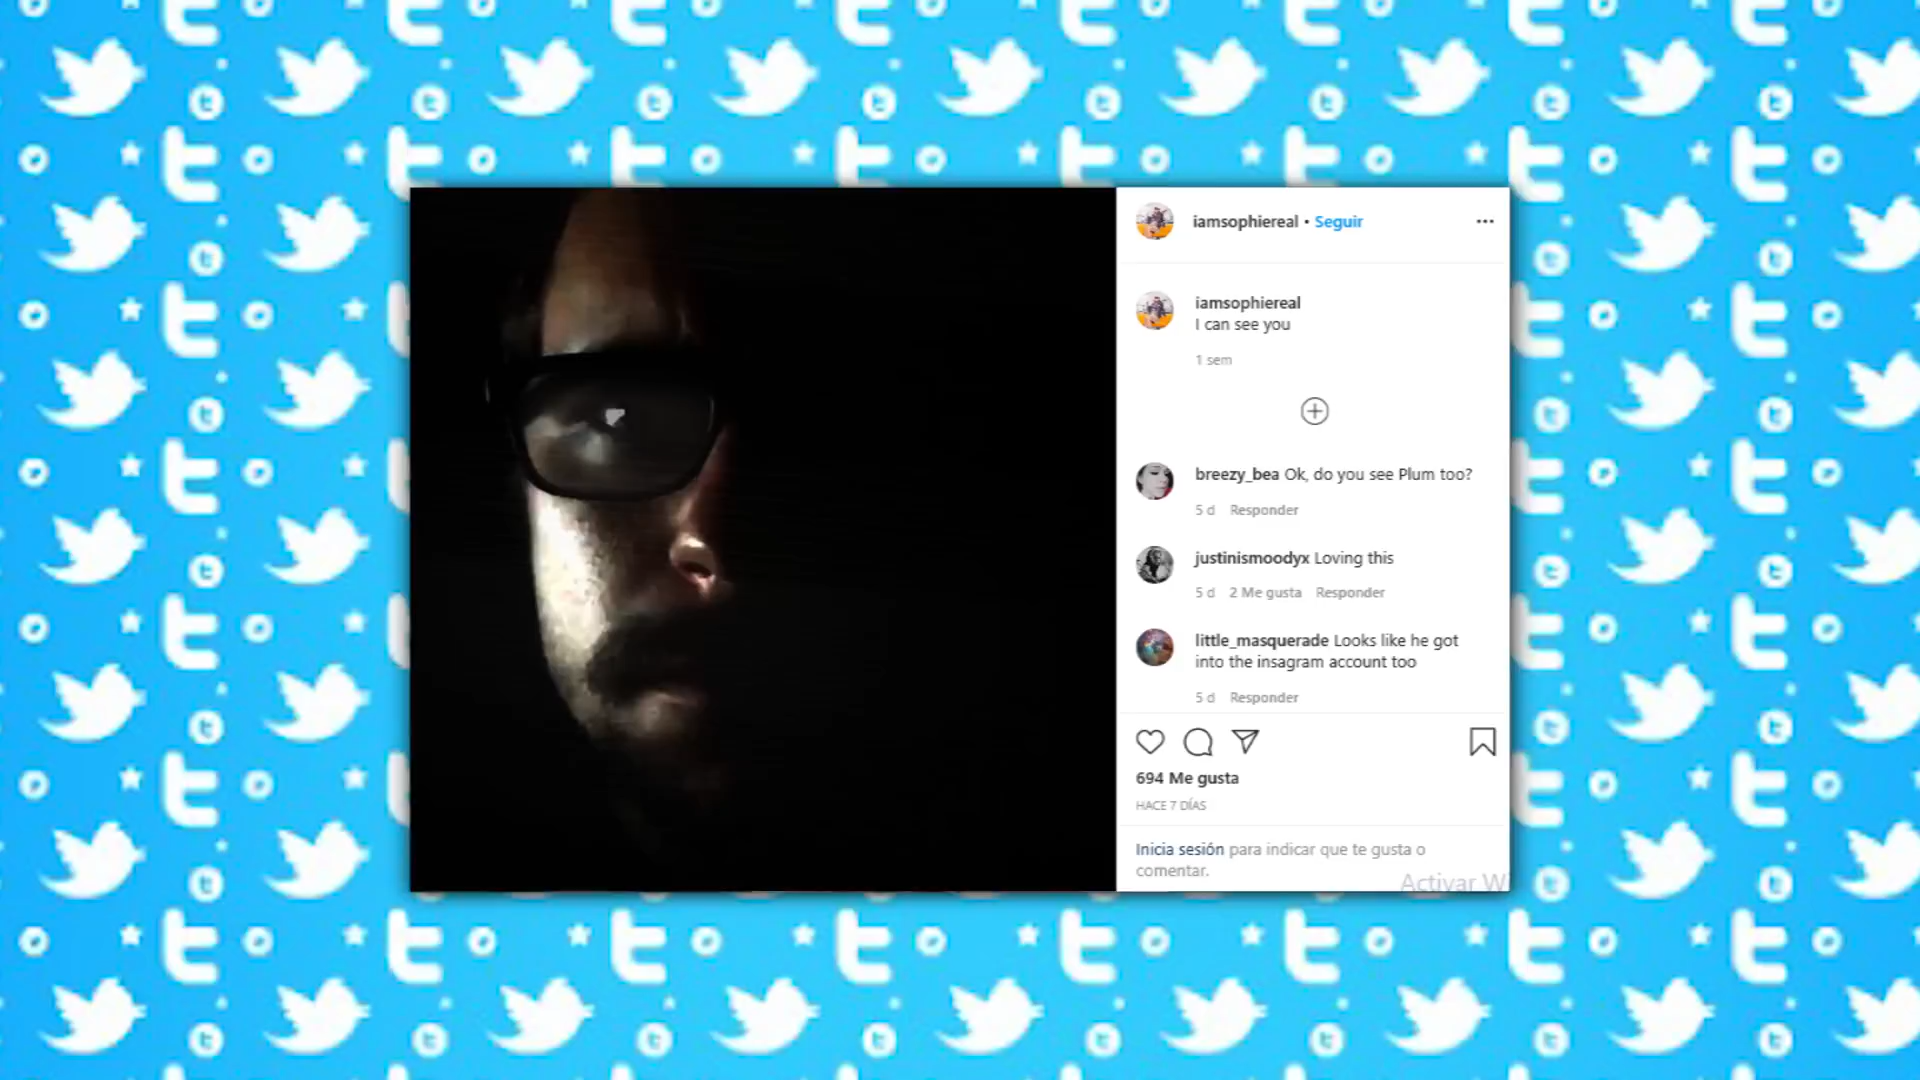 iamsophiereal • Seguir
iamsophiereal
I can see you
1 sem
breezy_bea Ok, do you see Plum too?
5 d Responder
justinismoodyx Loving this
5 d 2 Me gusta Responder
little_masquerade Looks like he got
into the insagram account too
5 d Responder
694 Me gusta
HACE 7 DÍAS
Inicia sesión para indicar que te gusta o
comentar.
Activar Wi